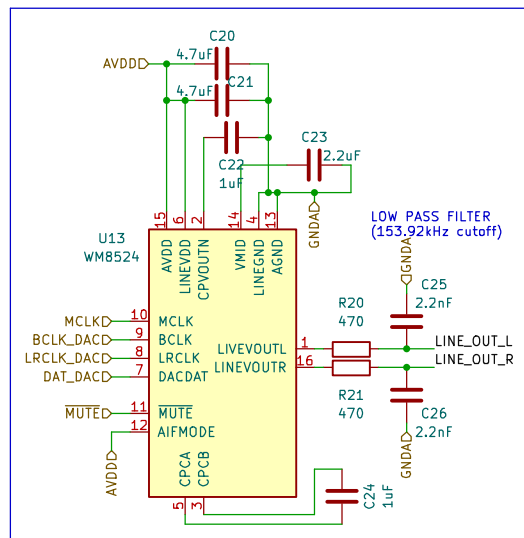 C20
4.7uF
AVDD
4.7uF
C21
C23
C22
2.2uF
1uF
15
6
2
14
4
13
GNDA
U13
WM8524
AVDD
LINEVDD
CPVOUTN
VMID
LINEGND
AGND
LOW PASS FILTER
(153.92kHz cutoff)
GNDA
C25
2.2nF
R20
470
MCLK
10
MCLK
BCLK_DAC
9
BCLK
LRCLK_DAC
8
LRCLK
DAT_DAC
7
DACDAT
LIVEVOUTL
1
LINE_OUT_L
LINEVOUTR
16
LINE_OUT_R
R21
470
C26
2.2nF
GNDA
MUTE
11
MUTE
12
AIFMODE
AVDD
CPCA
CPCB
5
3
C24
1uF